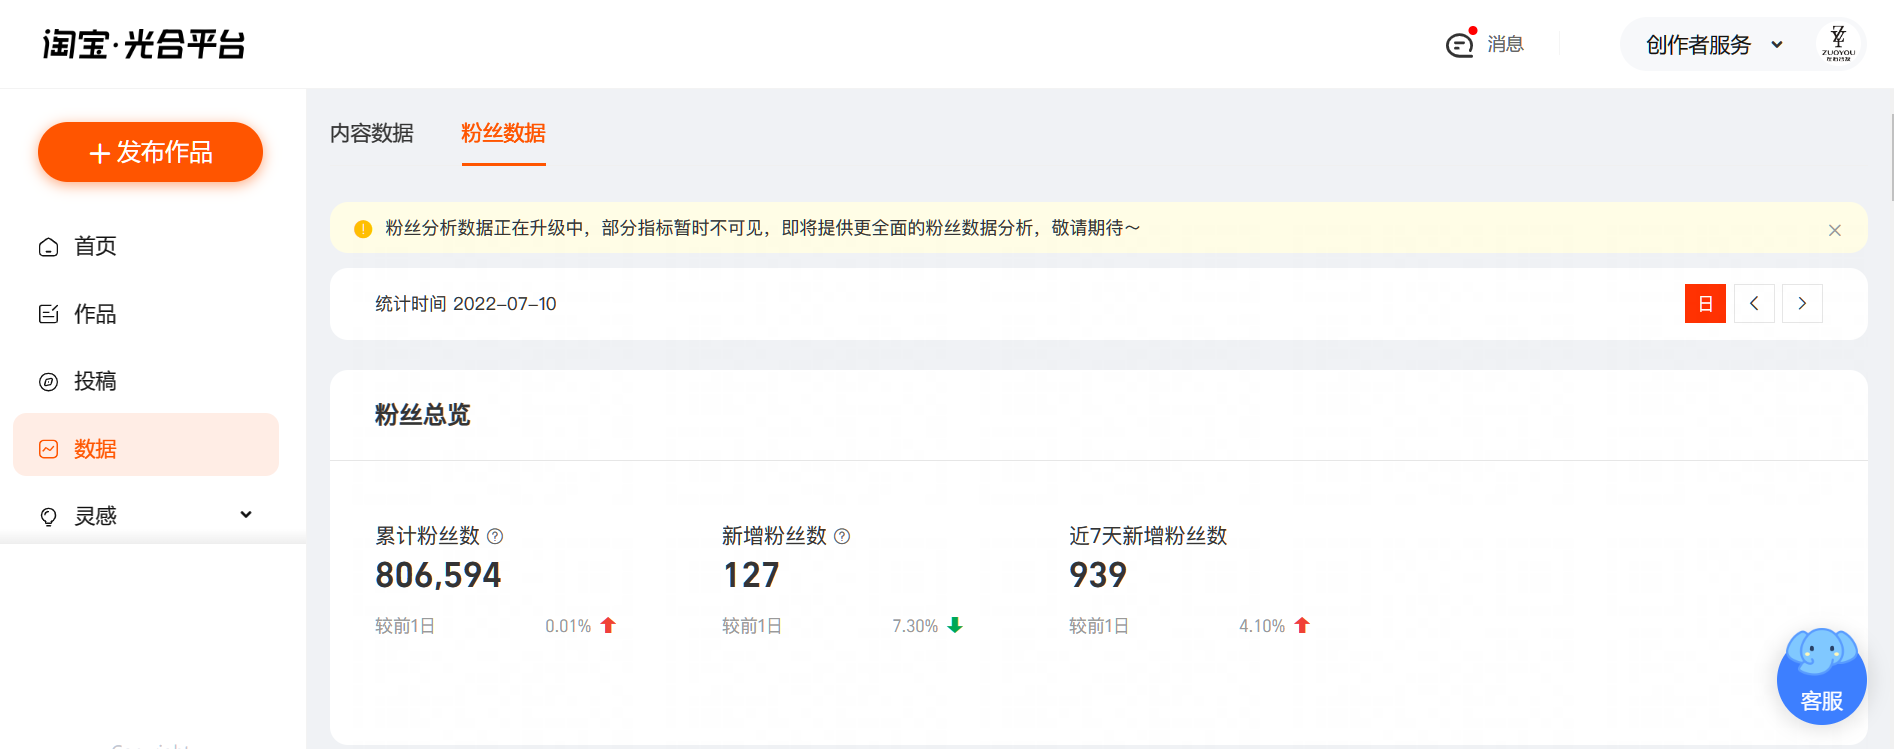 淘宝·光合平台
消息
创作者服务
ZUOYOU
发布作品
首页
作品
投稿
数据
灵感
内容数据
粉丝数据
粉丝分析数据正在升级中，部分指标暂时不可见，即将提供更全面的粉丝数据分析，敬请期待～
统计时间 2022-07-10
日
粉丝总览
累计粉丝数
新增粉丝数
近7天新增粉丝数
806,594
127
939
较前1日 0.01%
较前1日 7.30%
较前1日 4.10%
客服